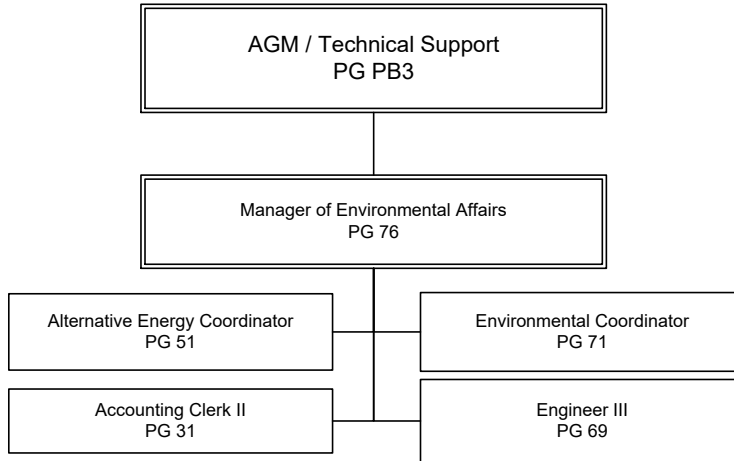 AGM / Technical Support
PG PB3
Manager of Environmental Affairs
PG 76
Alternative Energy Coordinator
PG 51
Environmental Coordinator
PG 71
Accounting Clerk II
PG 31
Engineer III
PG 69